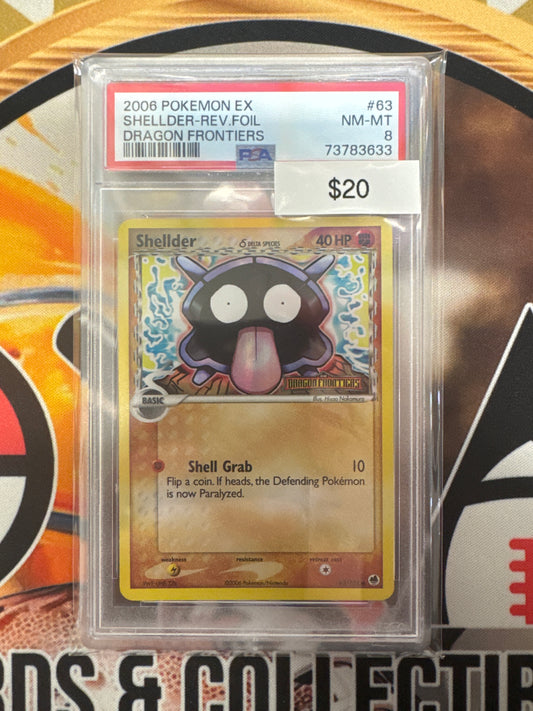 2006 POKEMON EX #63
SHELLDER-REV.FOIL NM-MT
DRAGON FRONTIERS 8
PSA 73783633
$20
Shellder δ DELTA SPECIES 40 HP
DRAGON FRONTIERS
BASIC Illus. Hisao Nakamura
Shell Grab 10
Flip a coin. If heads, the Defending Pokémon
is now Paralyzed.
weakness resistance retreat cost
©2006 Pokémon/Nintendo
RDS & COLLECTIB